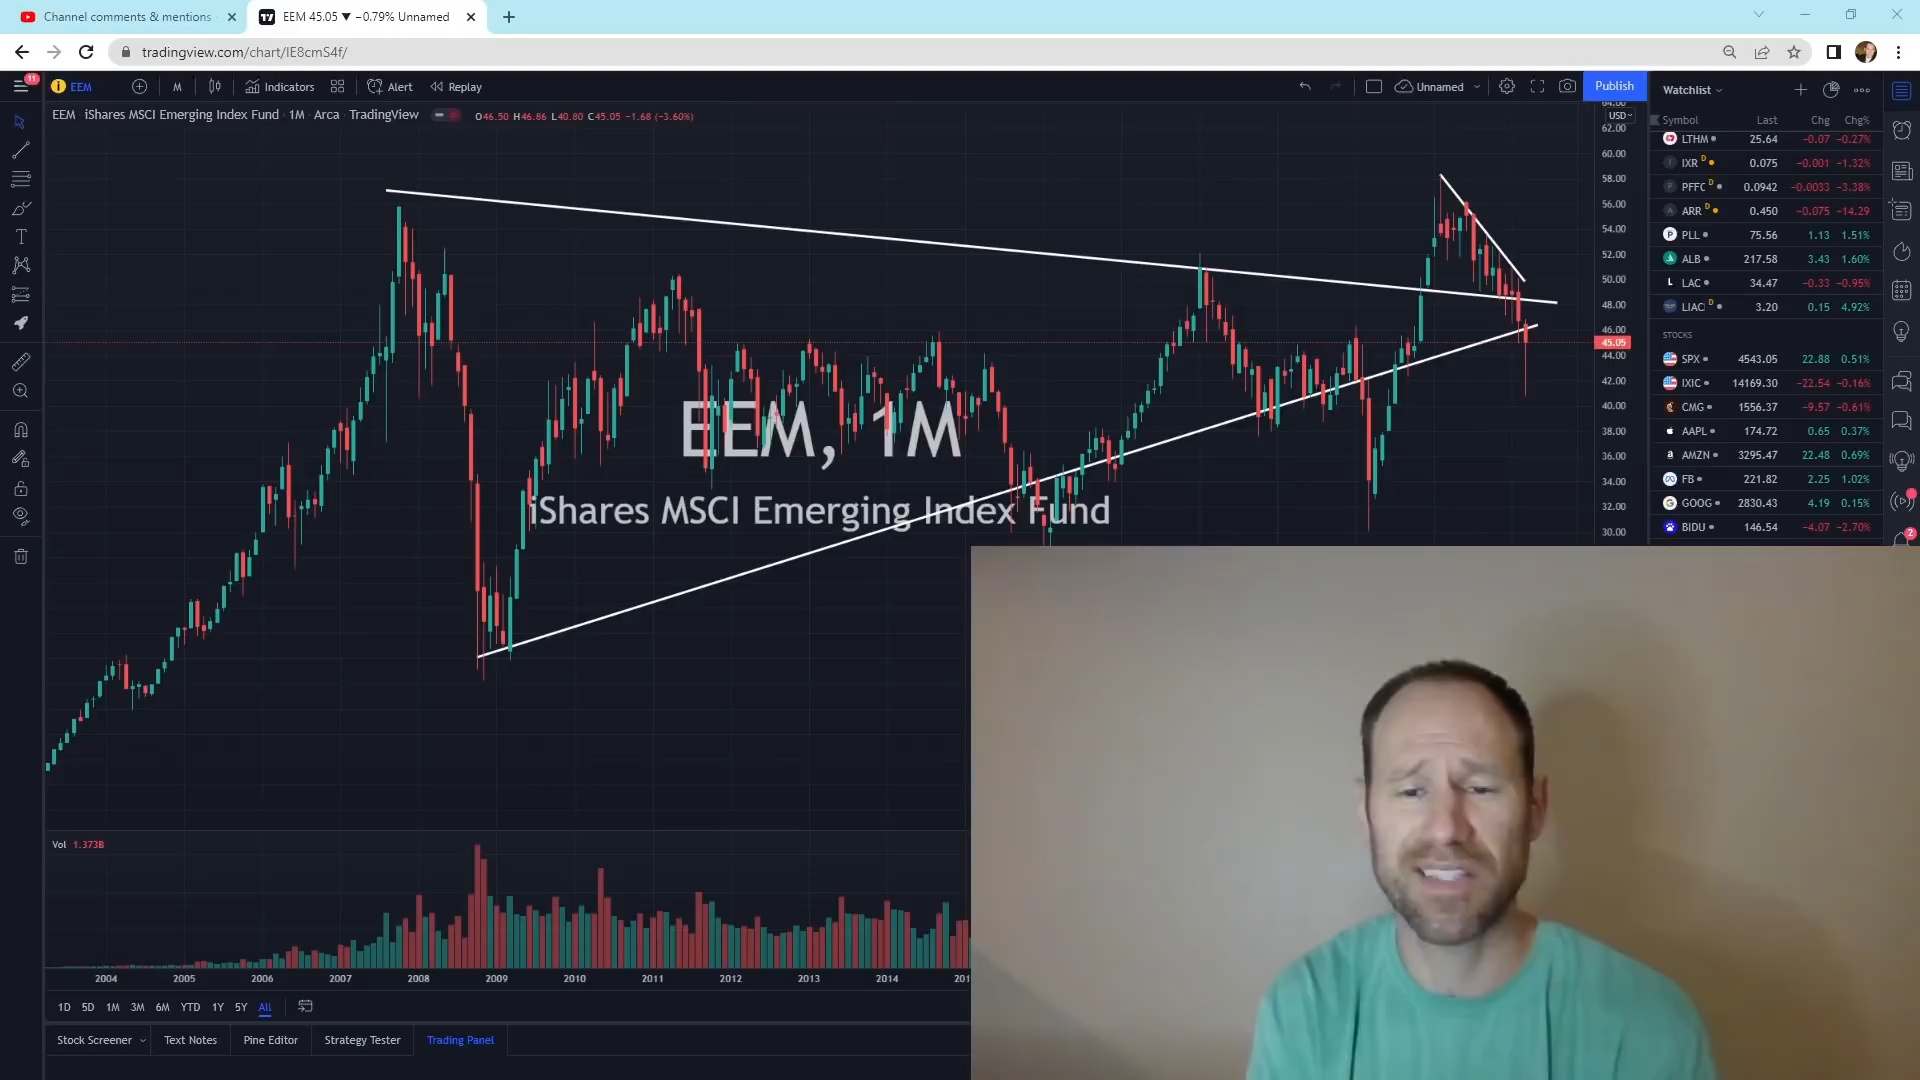 Channel comments & mentions
EEM 45.05 ▼ −0.79% Unnamed
tradingview.com/chart/IE8cmS4f/
11
EEM
M
Indicators
Alert
Replay
Unnamed
Publish
EEM iShares MSCI Emerging Index Fund · 1M · Arca · TradingView
O46.50 H46.86 L40.80 C45.05 −1.68 (−3.60%)
USD
64.00
62.00
60.00
58.00
56.00
54.00
52.00
50.00
48.00
46.00
45.05
44.00
42.00
40.00
38.00
36.00
34.00
32.00
30.00
EEM, 1M
iShares MSCI Emerging Index Fund
Watchlist
Symbol Last Chg Chg%
LTHM 25.64 −0.07 −0.27%
IXR D 0.075 −0.001 −1.32%
PFFC D 0.0942 −0.0033 −3.38%
ARR D 0.450 −0.075 −14.29
PLL 75.56 1.13 1.51%
ALB 217.58 3.43 1.60%
LAC 34.47 −0.33 −0.95%
LIAC D 3.20 0.15 4.92%
STOCKS
SPX 4543.05 22.88 0.51%
IXIC 14169.30 −22.54 −0.16%
CMG 1556.37 −9.57 −0.61%
AAPL 174.72 0.65 0.37%
AMZN 3295.47 22.48 0.69%
FB 221.82 2.25 1.02%
GOOG 2830.43 4.19 0.15%
BIDU 146.54 −4.07 −2.70%
2
Vol 1.373B
2004 2005 2006 2007 2008 2009 2010 2011 2012 2013 2014
1D 5D 1M 3M 6M YTD 1Y 5Y All
Stock Screener Text Notes Pine Editor Strategy Tester Trading Panel